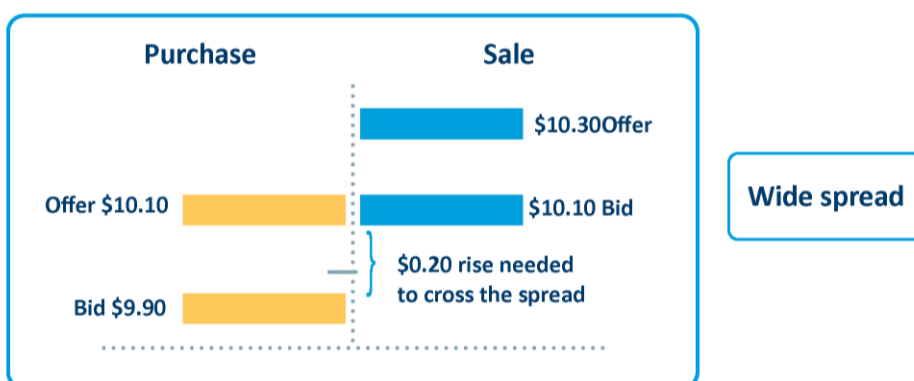 Purchase
Sale
$10.30Offer
Offer $10.10
$10.10 Bid
Wide spread
$0.20 rise needed
to cross the spread
Bid $9.90